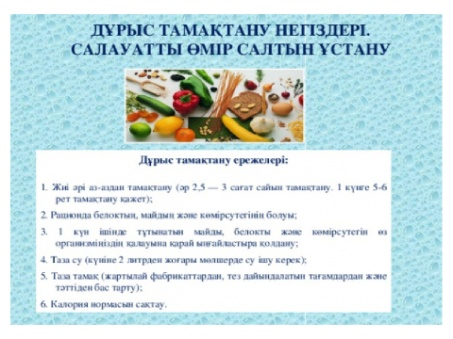 ДҰРЫС ТАМАҚТАНУ НЕГІЗДЕРІ.
САЛАУАТТЫ ӨМІР САЛТЫН ҰСТАНУ
Дұрыс тамақтану ережелері:
1. Жиі әрі аз-аздан тамақтану (әр 2,5 — 3 сағат сайын тамақтану. 1 күнге 5-6
рет тамақтану қажет);
2. Рационда белоктын, майдың және көмірсутегінің болуы;
3. 1 күн ішінде тұтынатын майды, белокты және көмірсутегін өз
организміңіздің қалауына қарай ыңғайластыра қолдану;
4. Таза су (күніне 2 литрден жоғары мөлшерде су ішу керек);
5. Таза тамақ (жартылай фабрикаттардан, тез дайындалатын тағамдардан және
тәттіден бас тарту);
6. Калория нормасын сақтау.